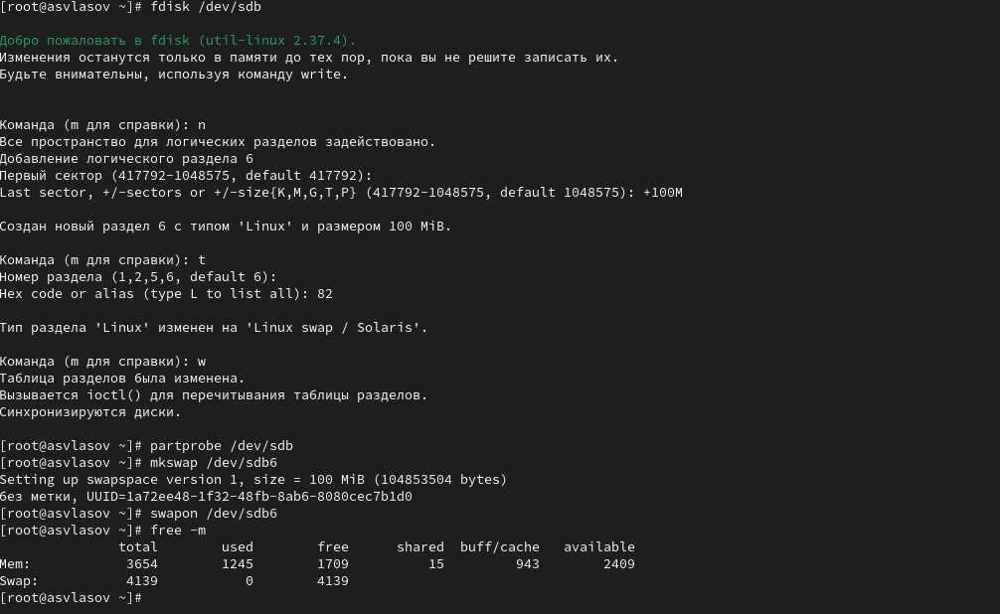 [root@asvlasov ~]# fdisk /dev/sdb
Добро пожаловать в fdisk (util-linux 2.37.4).
Изменения останутся только в памяти до тех пор, пока вы не решите записать их.
Будьте внимательны, используя команду write.
Команда (m для справки): n
Все пространство для логических разделов задействовано.
Добавление логического раздела 6
Первый сектор (417792-1048575, default 417792):
Last sector, +/-sectors or +/-size{K,M,G,T,P} (417792-1048575, default 1048575): +100M
Создан новый раздел 6 с типом 'Linux' и размером 100 MiB.
Команда (m для справки): t
Номер раздела (1,2,5,6, default 6):
Hex code or alias (type L to list all): 82
Тип раздела 'Linux' изменен на 'Linux swap / Solaris'.
Команда (m для справки): w
Таблица разделов была изменена.
Вызывается ioctl() для перечитывания таблицы разделов.
Синхронизируются диски.
[root@asvlasov ~]# partprobe /dev/sdb
[root@asvlasov ~]# mkswap /dev/sdb6
Setting up swapspace version 1, size = 100 MiB (104853504 bytes)
без метки, UUID=1a72ee48-1f32-48fb-8ab6-8080cec7b1d0
[root@asvlasov ~]# swapon /dev/sdb6
[root@asvlasov ~]# free -m
total used free shared buff/cache available
Mem: 3654 1245 1709 15 943 2409
Swap: 4139 0 4139
[root@asvlasov ~]#